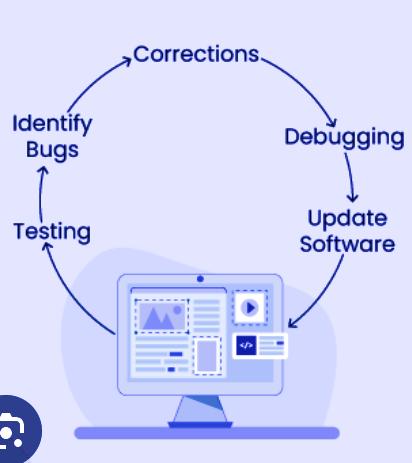 Corrections
Identify
Bugs
Debugging
Testing
Update
Software
</>